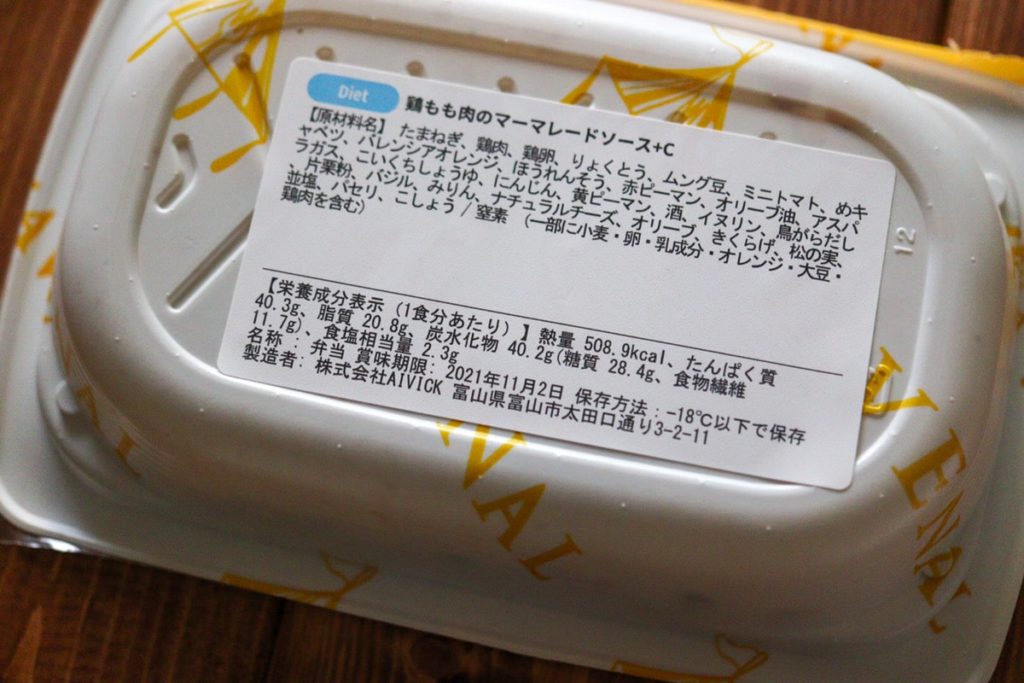 Diet
鶏もも肉のマーマレードソース+C
【原材料名】 たまねぎ、鶏肉、鶏卵、りょくとう、ムング豆、ミニトマト、めキ
ャベツ、バレンシアオレンジ、ほうれんそう、赤ピーマン、オリーブ油、アスパ
ラガス、こいくちしょうゆ、にんじん、黄ピーマン、酒、イヌリン、鳥がらだし
、片栗粉、バジル、みりん、ナチュラルチーズ、オリーブ、きくらげ、松の実、
並塩、パセリ、こしょう / 窒素 (一部に小麦・卵・乳成分・オレンジ・大豆・
鶏肉を含む)
【栄養成分表示 (1食分あたり) 】熱量 508.9kcal、たんぱく質
40.3g、脂質 20.8g、炭水化物 40.2g(糖質 28.4g、食物繊維
11.7g)、食塩相当量 2.3g
名称 : 弁当 賞味期限: 2021年11月2日 保存方法 : -18℃以下で保存
製造者: 株式会社AIVICK 富山県富山市太田口通り3-2-11
12